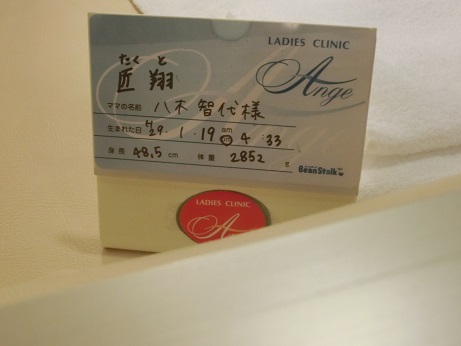 LADIES CLINIC
Ange
たくと
匠翔
ママの名前 八木智代様
生まれた日 H29.1.19 am pm 4:33
身長 48.5 cm 体重 2852 g
BeanStalk
LADIES CLINIC